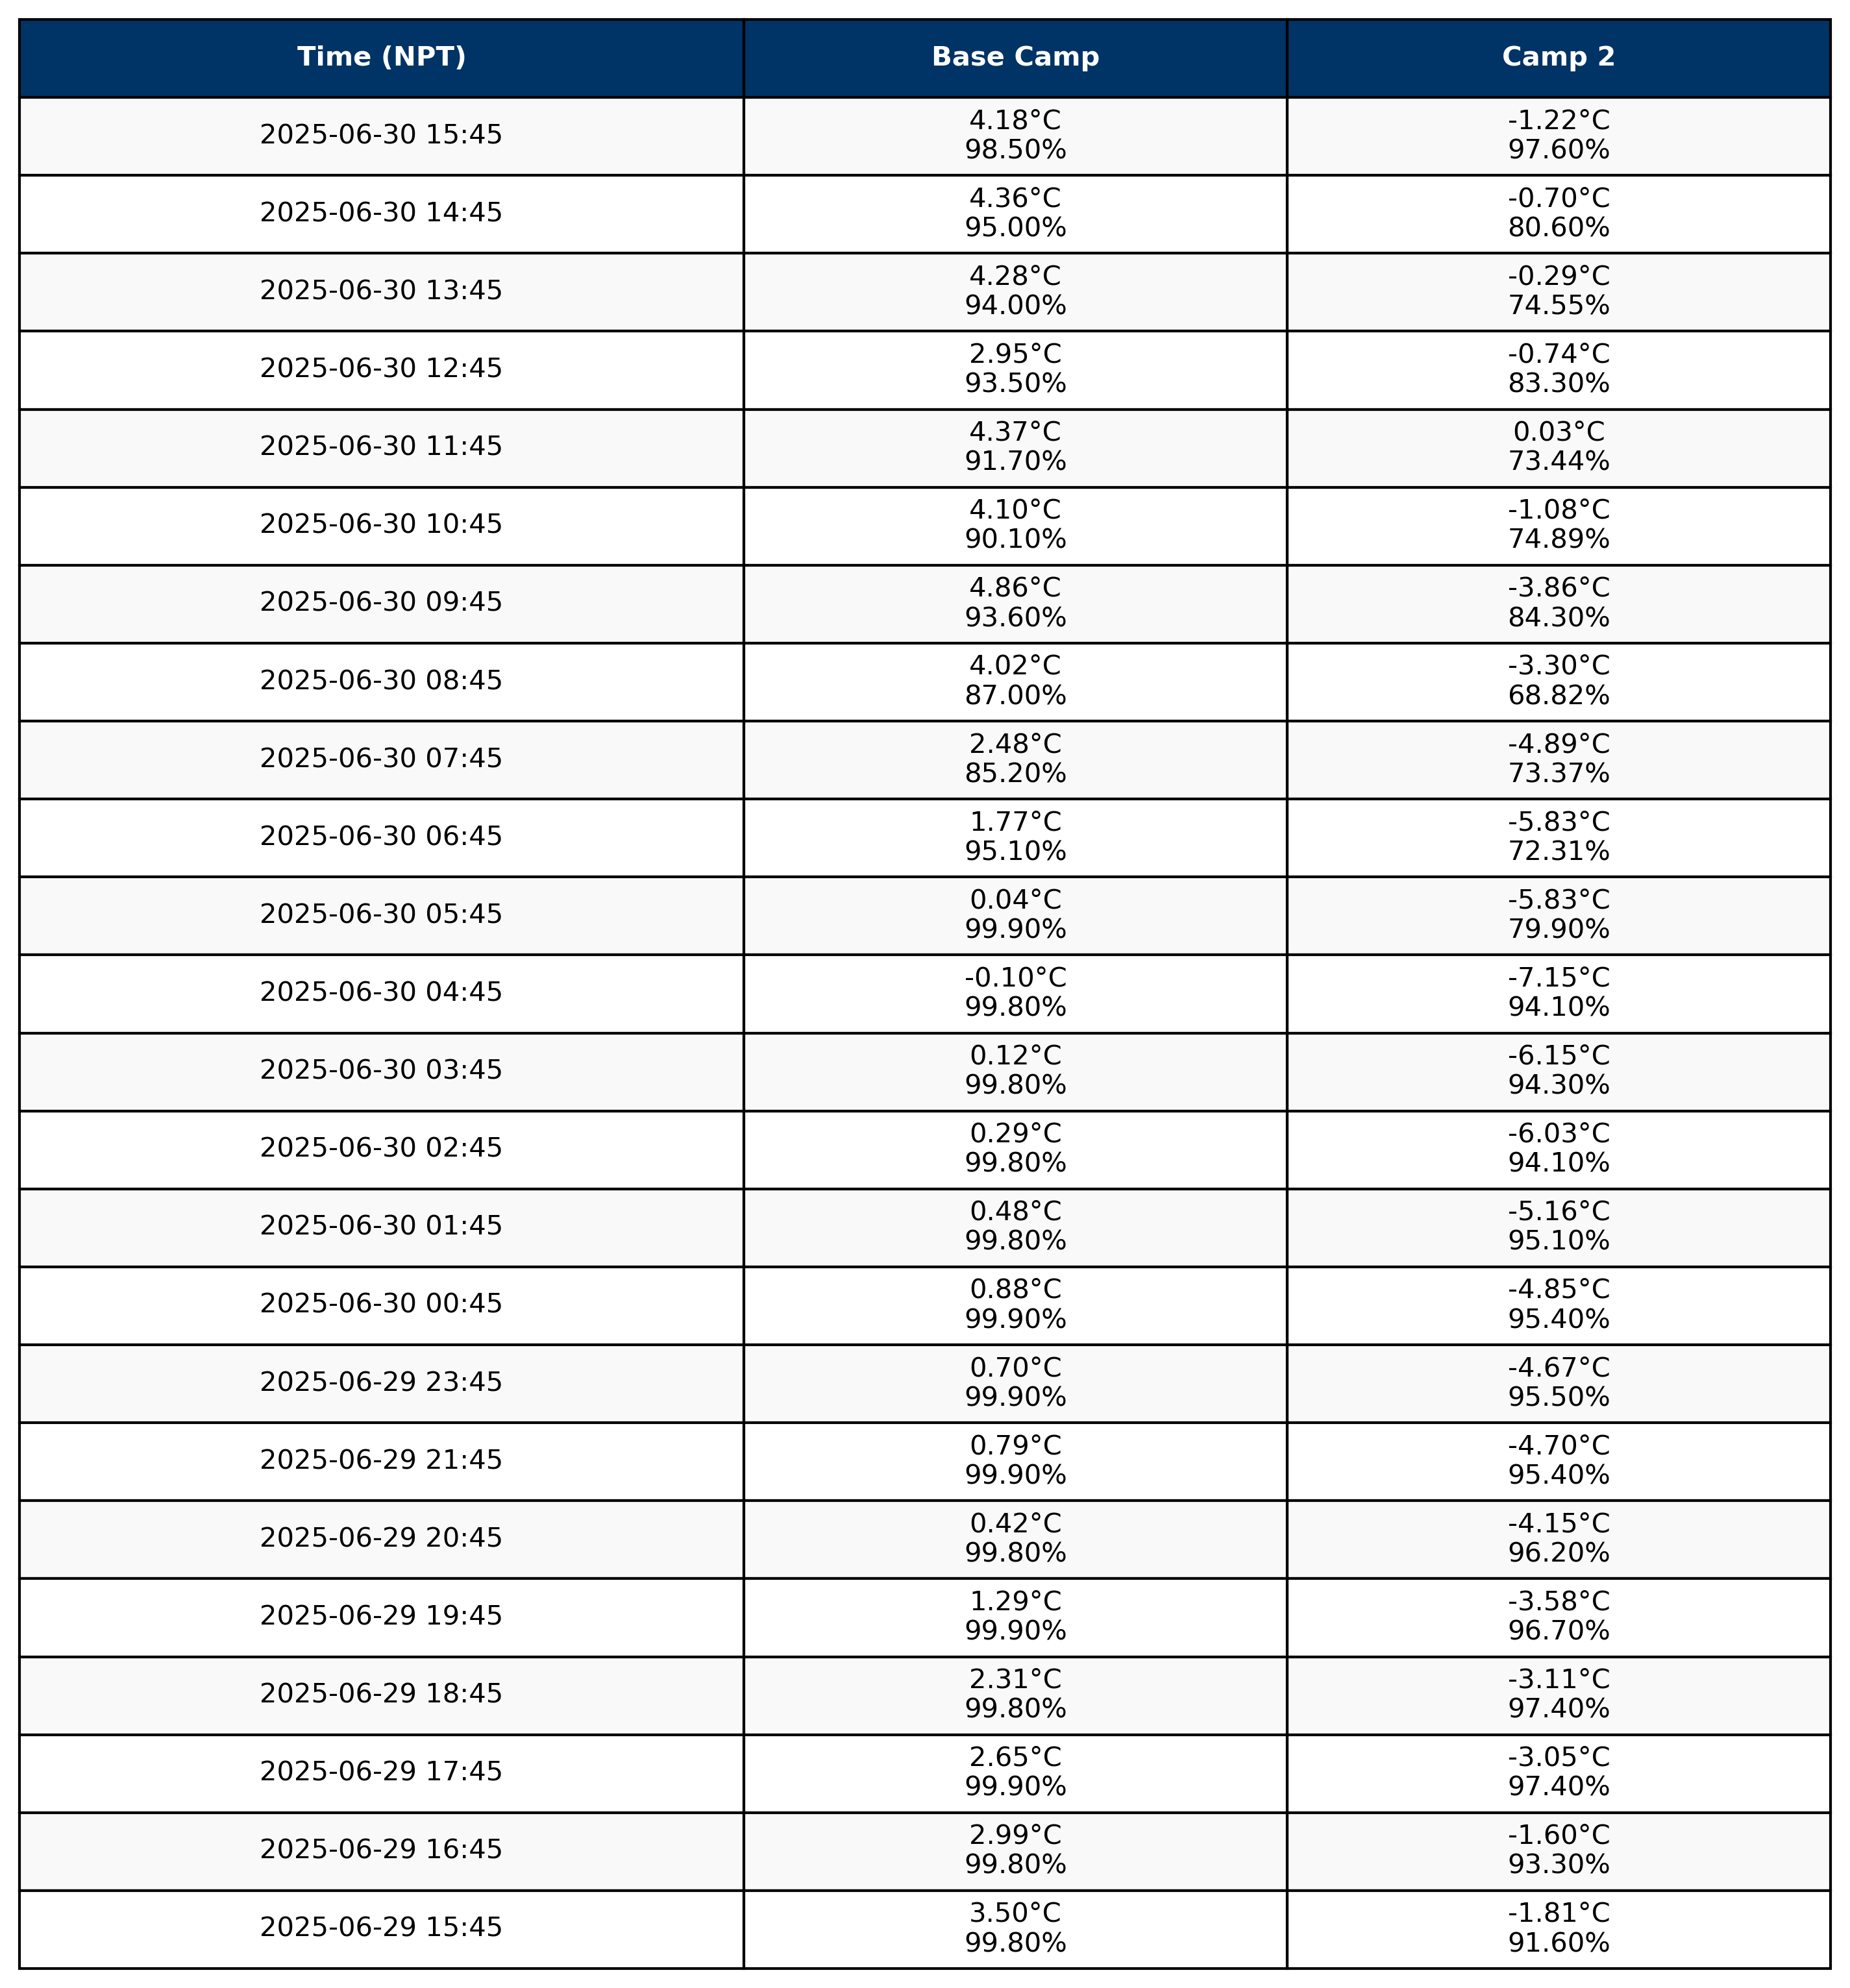 Time (NPT) Base Camp Camp 2
2025-06-30 15:45
4.18°C
98.50%
-1.22°C
97.60%
2025-06-30 14:45
4.36°C
95.00%
-0.70°C
80.60%
2025-06-30 13:45
4.28°C
94.00%
-0.29°C
74.55%
2025-06-30 12:45
2.95°C
93.50%
-0.74°C
83.30%
2025-06-30 11:45
4.37°C
91.70%
0.03°C
73.44%
2025-06-30 10:45
4.10°C
90.10%
-1.08°C
74.89%
2025-06-30 09:45
4.86°C
93.60%
-3.86°C
84.30%
2025-06-30 08:45
4.02°C
87.00%
-3.30°C
68.82%
2025-06-30 07:45
2.48°C
85.20%
-4.89°C
73.37%
2025-06-30 06:45
1.77°C
95.10%
-5.83°C
72.31%
2025-06-30 05:45
0.04°C
99.90%
-5.83°C
79.90%
2025-06-30 04:45
-0.10°C
99.80%
-7.15°C
94.10%
2025-06-30 03:45
0.12°C
99.80%
-6.15°C
94.30%
2025-06-30 02:45
0.29°C
99.80%
-6.03°C
94.10%
2025-06-30 01:45
0.48°C
99.80%
-5.16°C
95.10%
2025-06-30 00:45
0.88°C
99.90%
-4.85°C
95.40%
2025-06-29 23:45
0.70°C
99.90%
-4.67°C
95.50%
2025-06-29 21:45
0.79°C
99.90%
-4.70°C
95.40%
2025-06-29 20:45
0.42°C
99.80%
-4.15°C
96.20%
2025-06-29 19:45
1.29°C
99.90%
-3.58°C
96.70%
2025-06-29 18:45
2.31°C
99.80%
-3.11°C
97.40%
2025-06-29 17:45
2.65°C
99.90%
-3.05°C
97.40%
2025-06-29 16:45
2.99°C
99.80%
-1.60°C
93.30%
2025-06-29 15:45
3.50°C
99.80%
-1.81°C
91.60%